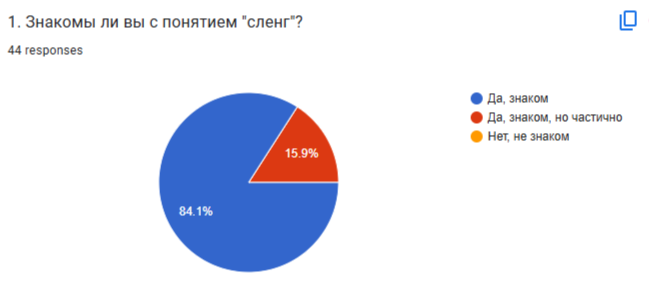 1. Знакомы ли вы с понятием "сленг"?
44 responses
Да, знаком
Да, знаком, но частично
Нет, не знаком
15.9%
84.1%